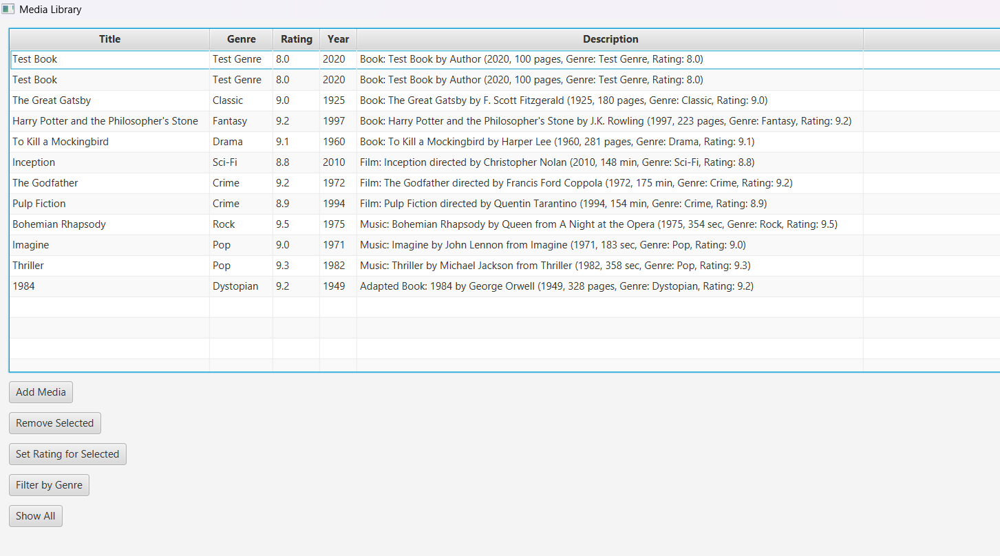 Media Library
Title Genre Rating Year Description
Test Book Test Genre 8.0 2020 Book: Test Book by Author (2020, 100 pages, Genre: Test Genre, Rating: 8.0)
Test Book Test Genre 8.0 2020 Book: Test Book by Author (2020, 100 pages, Genre: Test Genre, Rating: 8.0)
The Great Gatsby Classic 9.0 1925 Book: The Great Gatsby by F. Scott Fitzgerald (1925, 180 pages, Genre: Classic, Rating: 9.0)
Harry Potter and the Philosopher's Stone Fantasy 9.2 1997 Book: Harry Potter and the Philosopher's Stone by J.K. Rowling (1997, 223 pages, Genre: Fantasy, Rating: 9.2)
To Kill a Mockingbird Drama 9.1 1960 Book: To Kill a Mockingbird by Harper Lee (1960, 281 pages, Genre: Drama, Rating: 9.1)
Inception Sci-Fi 8.8 2010 Film: Inception directed by Christopher Nolan (2010, 148 min, Genre: Sci-Fi, Rating: 8.8)
The Godfather Crime 9.2 1972 Film: The Godfather directed by Francis Ford Coppola (1972, 175 min, Genre: Crime, Rating: 9.2)
Pulp Fiction Crime 8.9 1994 Film: Pulp Fiction directed by Quentin Tarantino (1994, 154 min, Genre: Crime, Rating: 8.9)
Bohemian Rhapsody Rock 9.5 1975 Music: Bohemian Rhapsody by Queen from A Night at the Opera (1975, 354 sec, Genre: Rock, Rating: 9.5)
Imagine Pop 9.0 1971 Music: Imagine by John Lennon from Imagine (1971, 183 sec, Genre: Pop, Rating: 9.0)
Thriller Pop 9.3 1982 Music: Thriller by Michael Jackson from Thriller (1982, 358 sec, Genre: Pop, Rating: 9.3)
1984 Dystopian 9.2 1949 Adapted Book: 1984 by George Orwell (1949, 328 pages, Genre: Dystopian, Rating: 9.2)
Add Media
Remove Selected
Set Rating for Selected
Filter by Genre
Show All